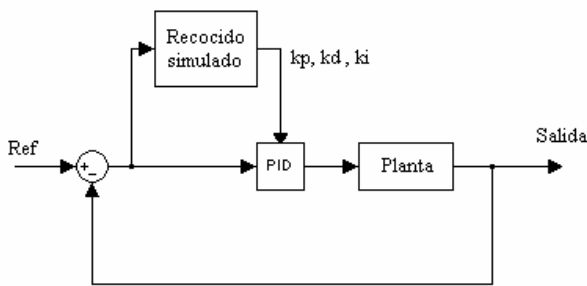 Recocido
simulado
kp, kd , ki
Ref
+
-
PID
Planta
Salida